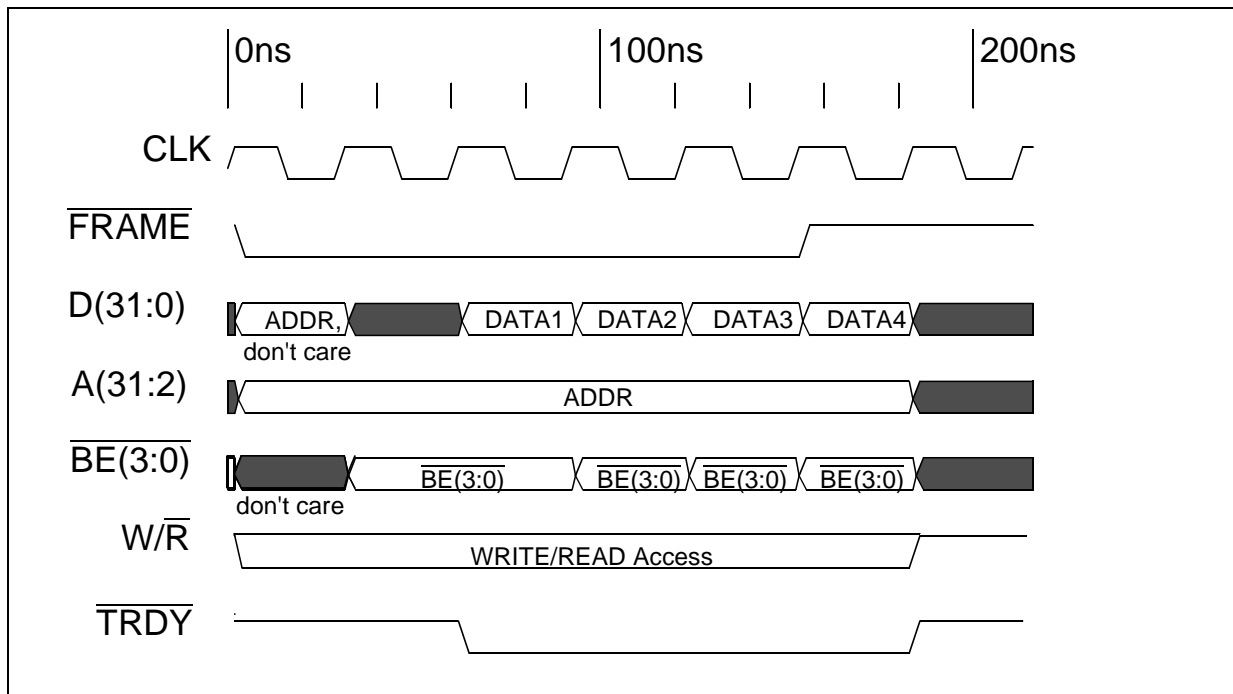 0ns 100ns 200ns
CLK
FRAME
D(31:0) ADDR, DATA1 DATA2 DATA3 DATA4
don't care
A(31:2) ADDR
BE(3:0) BE(3:0) BE(3:0) BE(3:0) BE(3:0)
don't care
W/R WRITE/READ Access
TRDY